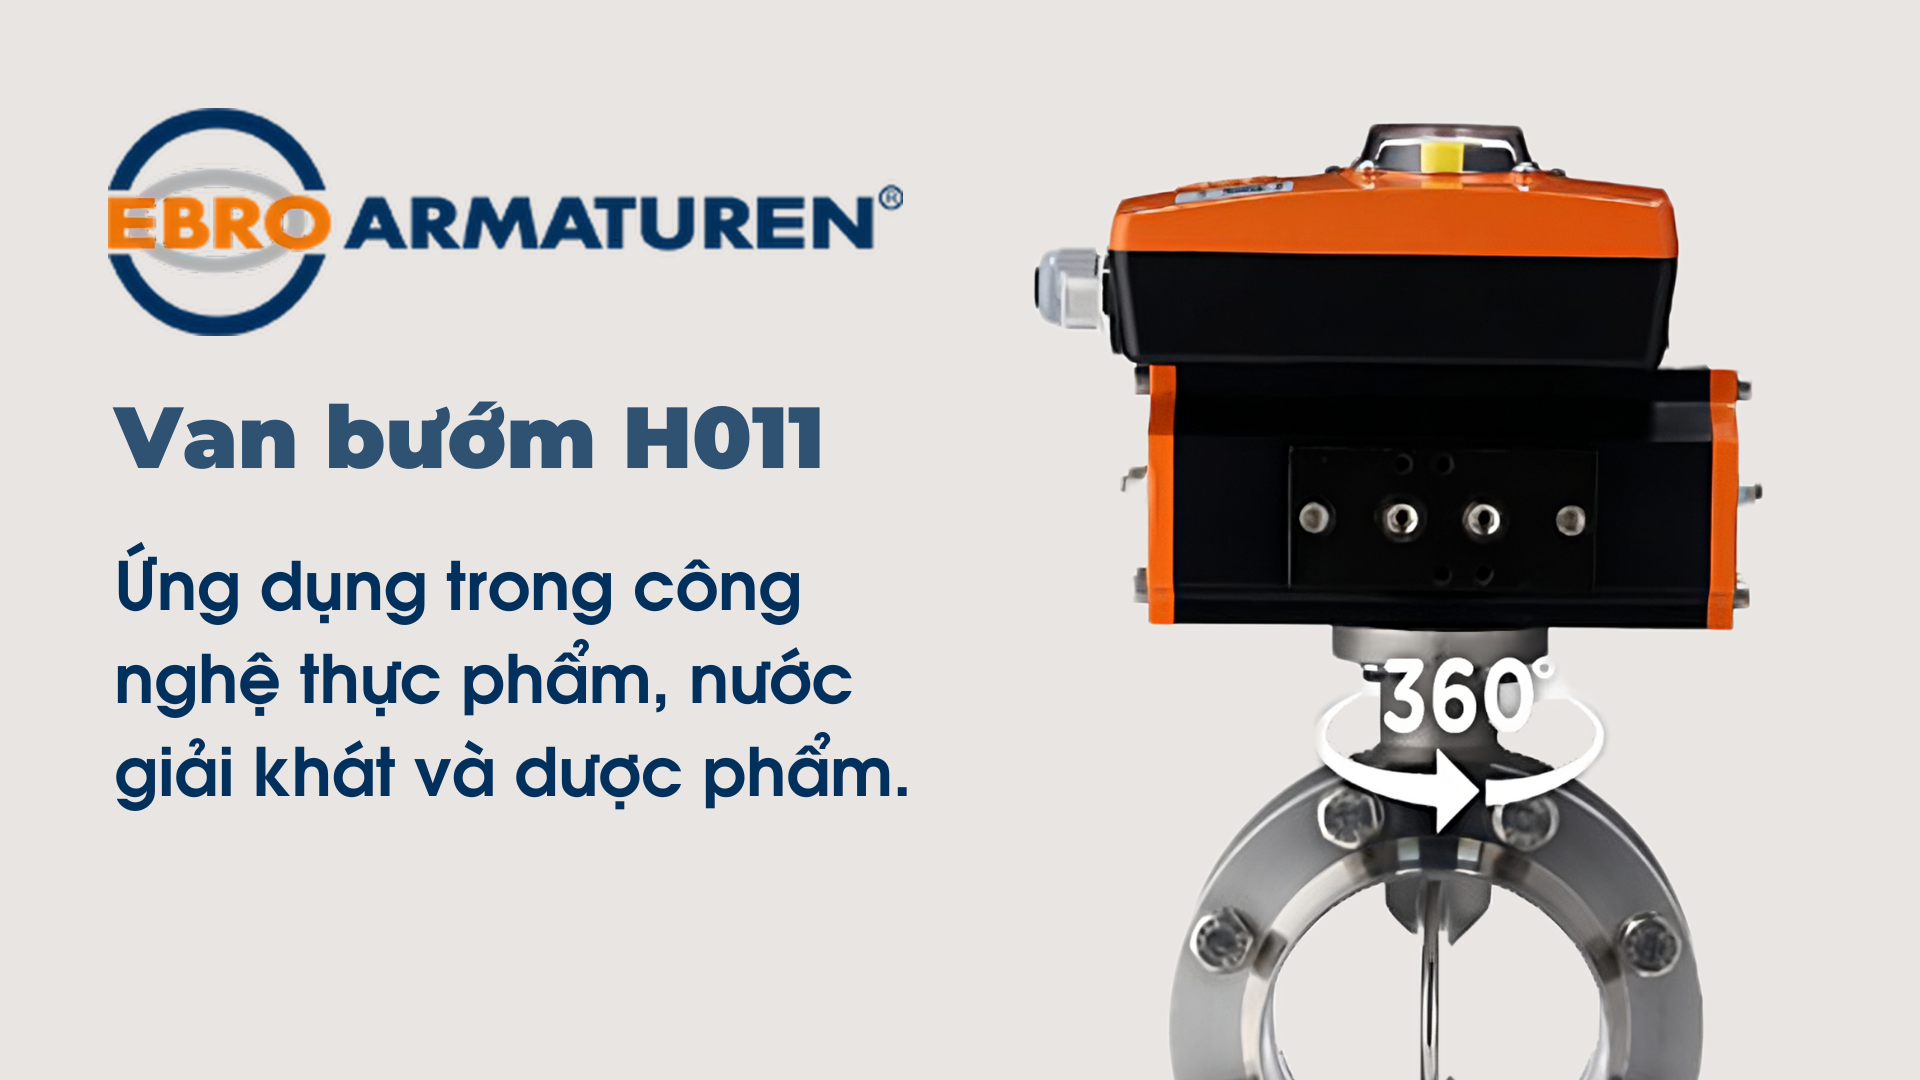 EBRO ARMATUREN®
Van bướm H011
Ứng dụng trong công
nghệ thực phẩm, nước
giải khát và dược phẩm.
360°